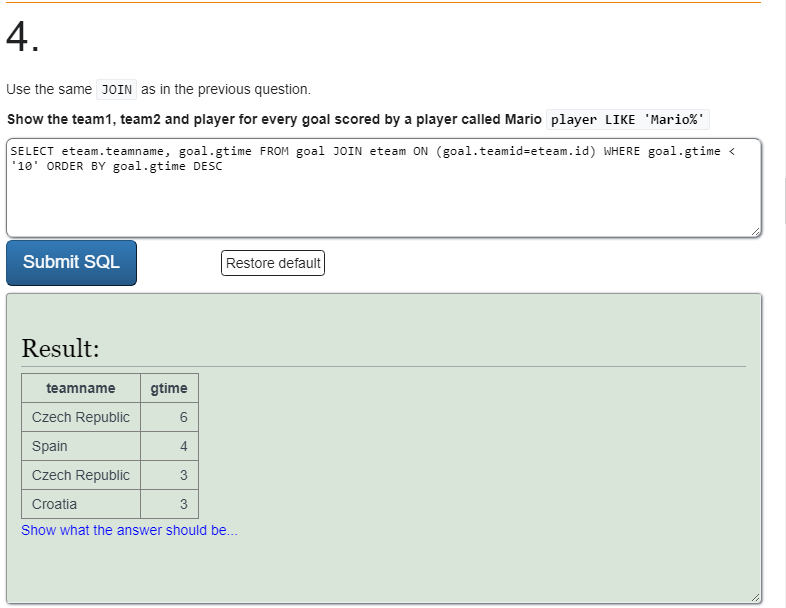 4.
Use the same JOIN as in the previous question.
Show the team1, team2 and player for every goal scored by a player called Mario player LIKE 'Mario%'
SELECT eteam.teamname, goal.gtime FROM goal JOIN eteam ON (goal.teamid=eteam.id) WHERE goal.gtime <
'10' ORDER BY goal.gtime DESC
Submit SQL Restore default
Result:
teamname gtime
Czech Republic 6
Spain 4
Czech Republic 3
Croatia 3
Show what the answer should be...